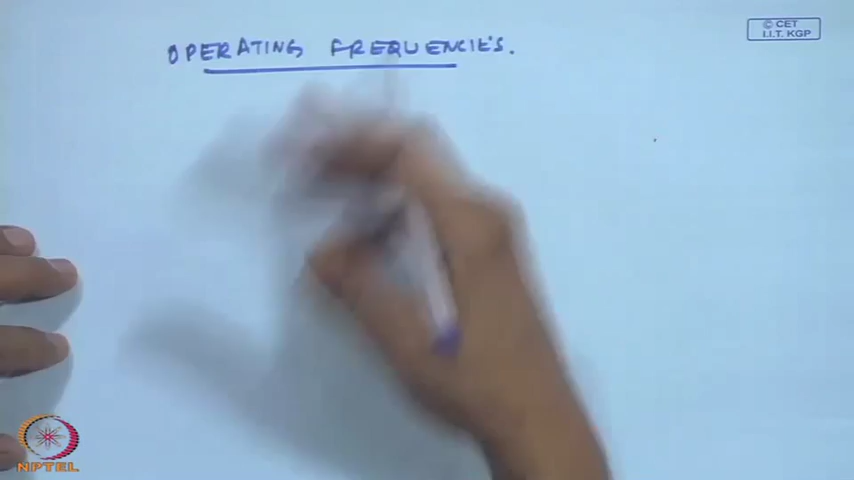 OPERATING FREQUENCIES.
© CET
I.I.T. KGP
NPTEL